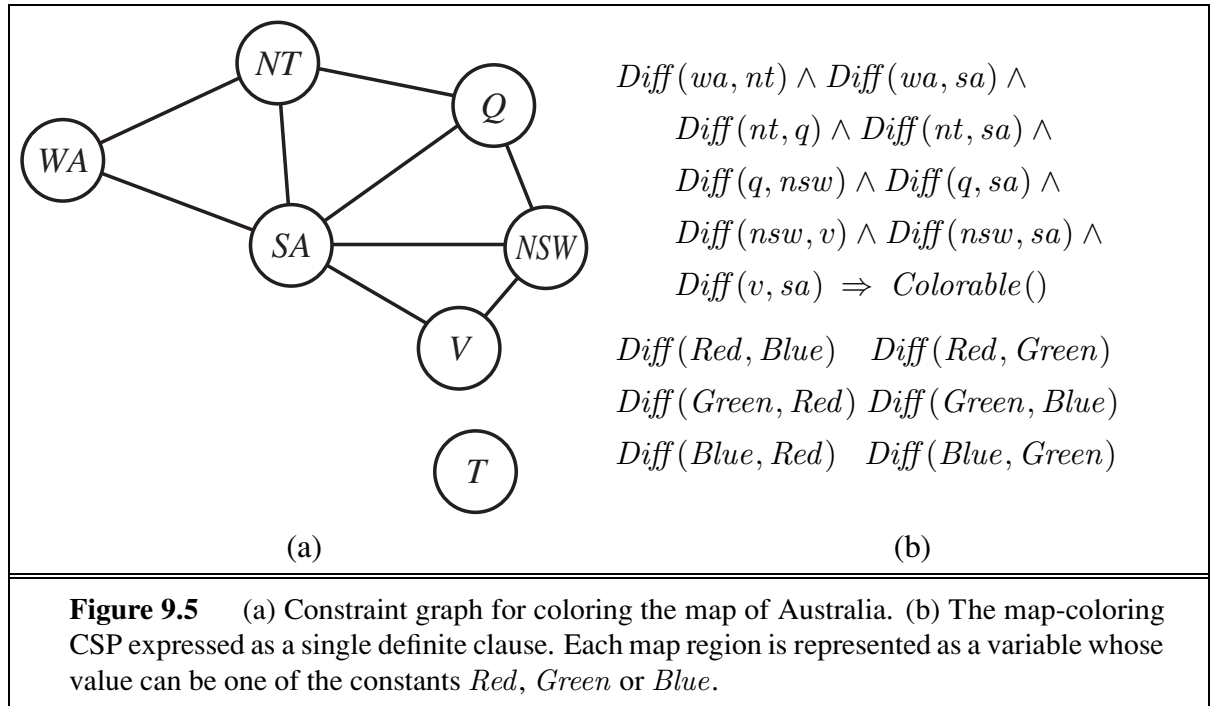 NT
Q
WA
SA
NSW
V
T
(a)
Diff(wa, nt) ∧ Diff(wa, sa) ∧
Diff(nt, q) ∧ Diff(nt, sa) ∧
Diff(q, nsw) ∧ Diff(q, sa) ∧
Diff(nsw, v) ∧ Diff(nsw, sa) ∧
Diff(v, sa) ⇒ Colorable()
Diff(Red, Blue) Diff(Red, Green)
Diff(Green, Red) Diff(Green, Blue)
Diff(Blue, Red) Diff(Blue, Green)
(b)
Figure 9.5 (a) Constraint graph for coloring the map of Australia. (b) The map-coloring
CSP expressed as a single definite clause. Each map region is represented as a variable whose
value can be one of the constants Red, Green or Blue.